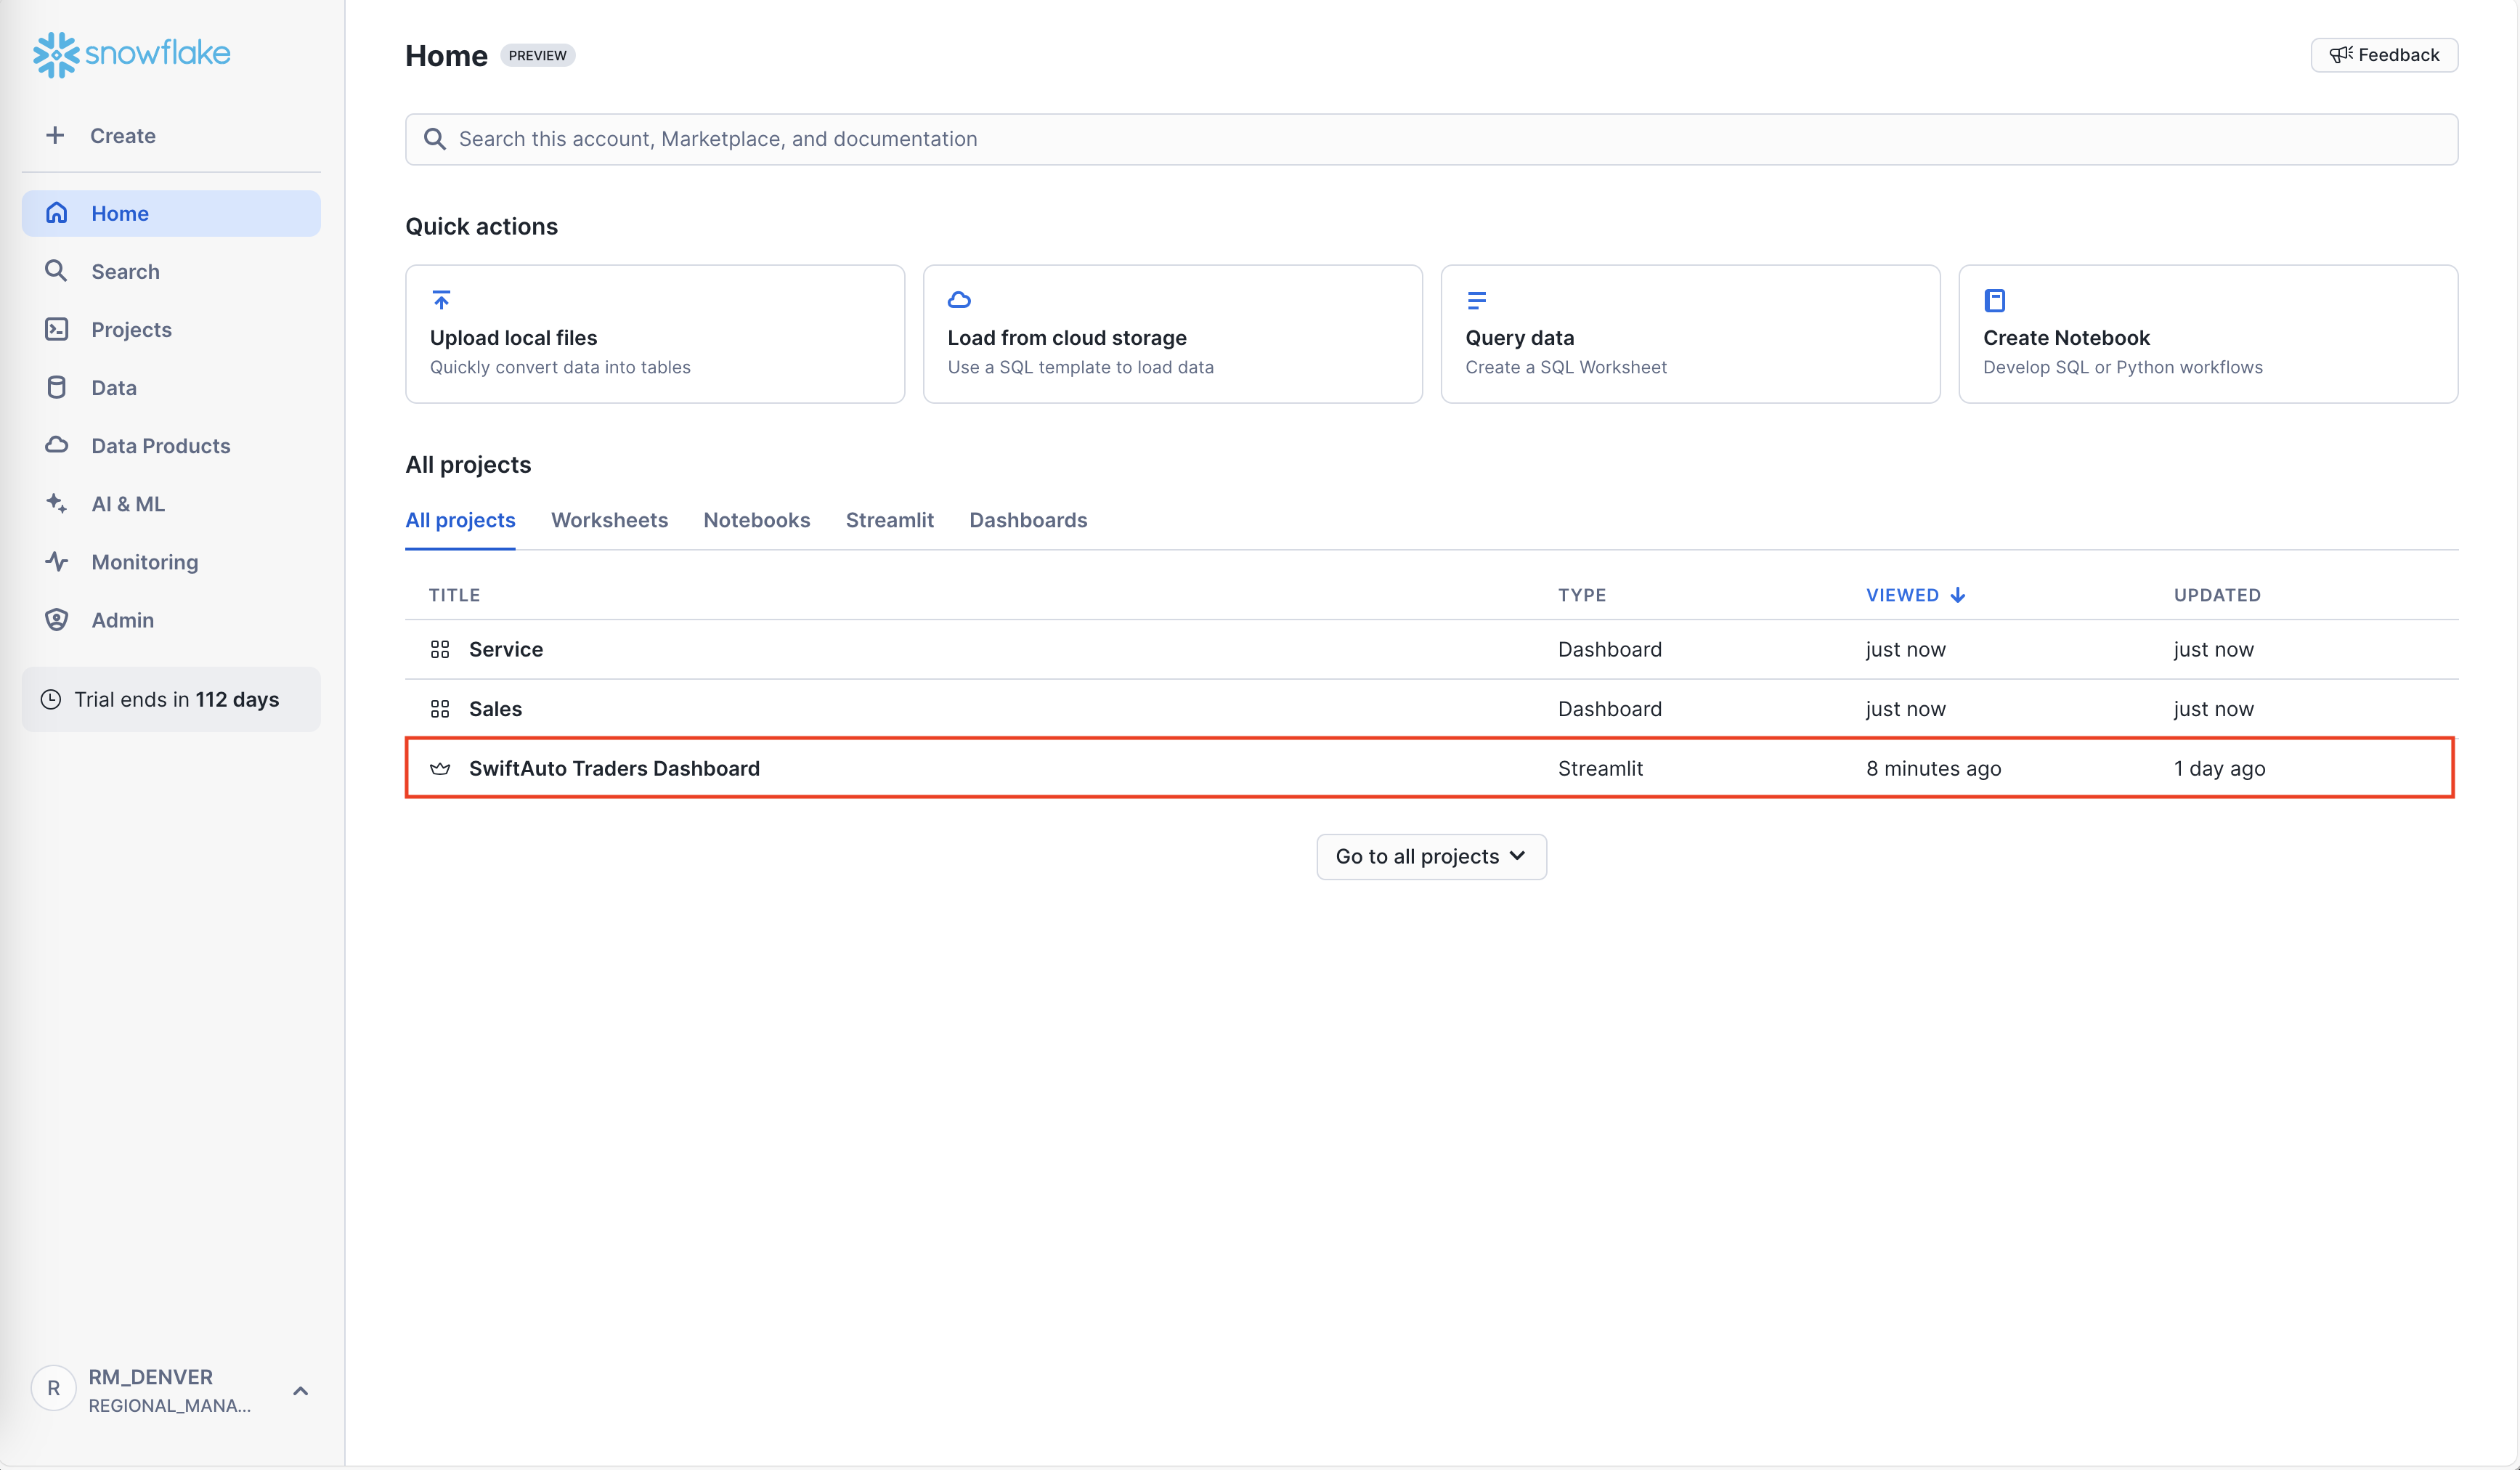 snowflake
Create
Home
Search
Projects
Data
Data Products
AI & ML
Monitoring
Admin
Trial ends in 112 days
R
RM_DENVER
REGIONAL_MANA...
Home PREVIEW
Feedback
Search this account, Marketplace, and documentation
Quick actions
Upload local files
Quickly convert data into tables
Load from cloud storage
Use a SQL template to load data
Query data
Create a SQL Worksheet
Create Notebook
Develop SQL or Python workflows
All projects
All projects Worksheets Notebooks Streamlit Dashboards
TITLE TYPE VIEWED UPDATED
Service Dashboard just now just now
Sales Dashboard just now just now
SwiftAuto Traders Dashboard Streamlit 8 minutes ago 1 day ago
Go to all projects